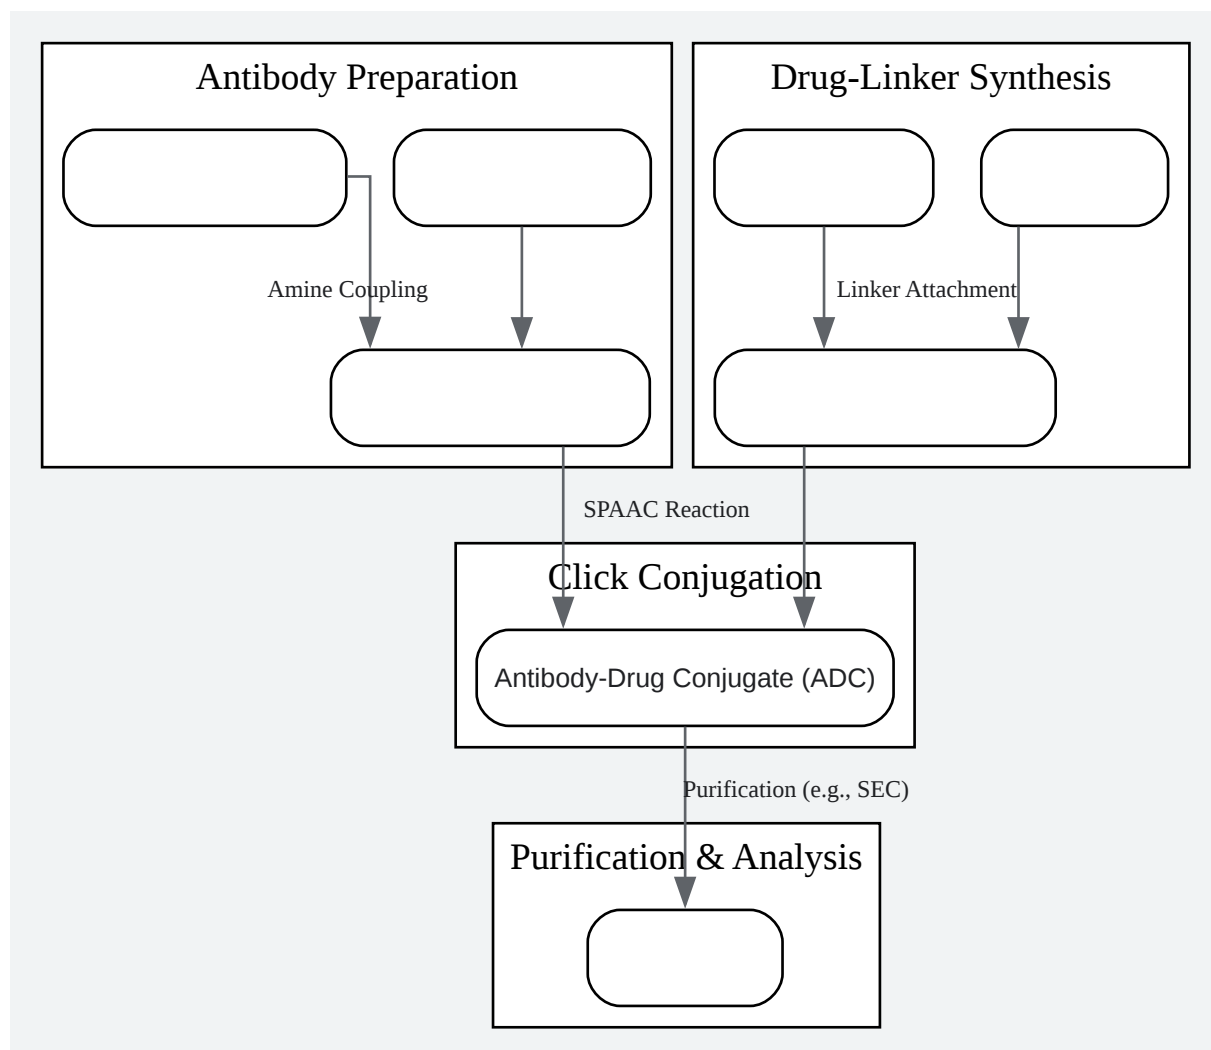 Antibody Preparation
Drug-Linker Synthesis
Amine Coupling
Linker Attachment
SPAAC Reaction
Click Conjugation
Antibody-Drug Conjugate (ADC)
Purification (e.g., SEC)
Purification & Analysis